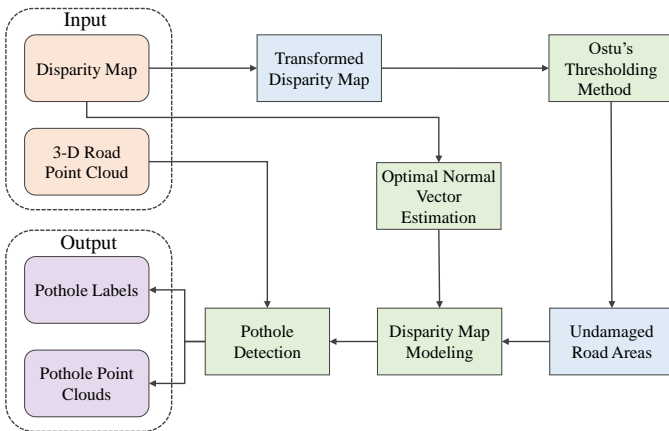 Input
Disparity Map
Transformed
Disparity Map
Ostu's
Thresholding
Method
3-D Road
Point Cloud
Optimal Normal
Vector
Estimation
Output
Pothole Labels
Pothole Point
Clouds
Pothole
Detection
Disparity Map
Modeling
Undamaged
Road Areas